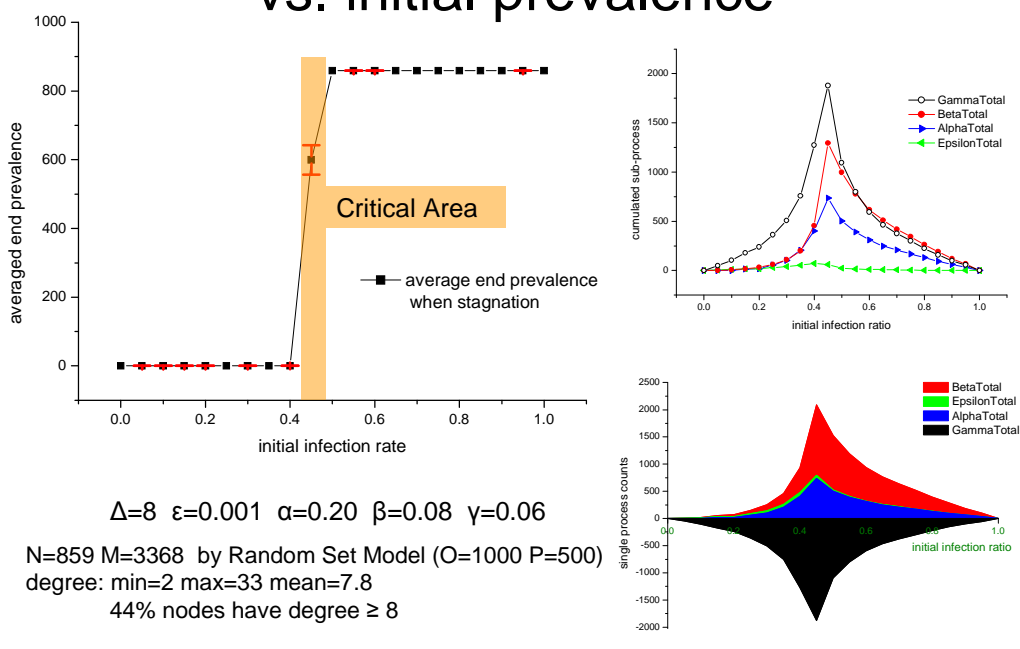 vs. initial prevalence
1000
800
600
400
200
0
averaged end prevalence
0.0 0.2 0.4 0.6 0.8 1.0
initial infection rate
Critical Area
average end prevalence
when stagnation
2000
1500
1000
500
0
cumulated sub-process
0.0 0.2 0.4 0.6 0.8 1.0
initial infection ratio
GammaTotal
BetaTotal
AlphaTotal
EpsilonTotal
2500
2000
1500
1000
500
0
-500
-1000
-1500
-2000
single process counts
0.0 0.2 0.4 0.6 0.8 1.0
initial infection ratio
BetaTotal
EpsilonTotal
AlphaTotal
GammaTotal
Δ=8 ε=0.001 α=0.20 β=0.08 γ=0.06
N=859 M=3368 by Random Set Model (O=1000 P=500)
degree: min=2 max=33 mean=7.8
44% nodes have degree ≥ 8